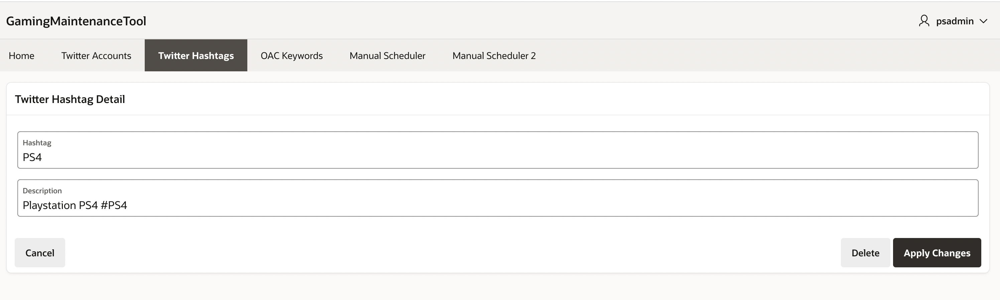 GamingMaintenanceTool
psadmin
Home Twitter Accounts Twitter Hashtags OAC Keywords Manual Scheduler Manual Scheduler 2
Twitter Hashtag Detail
Hashtag
PS4
Description
Playstation PS4 #PS4
Cancel Delete Apply Changes